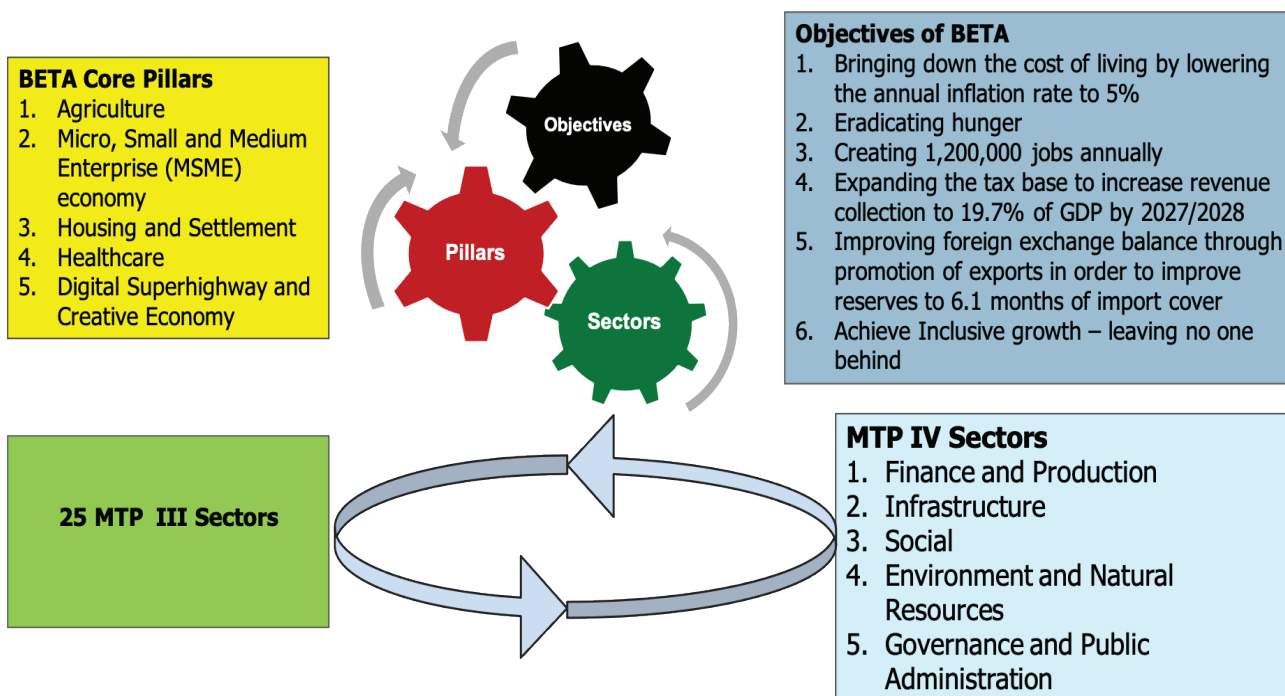 BETA Core Pillars
1. Agriculture
2. Micro, Small and Medium
Enterprise (MSME)
economy
3. Housing and Settlement
4. Healthcare
5. Digital Superhighway and
Creative Economy
Objectives
Pillars
Sectors
Objectives of BETA
1. Bringing down the cost of living by lowering
the annual inflation rate to 5%
2. Eradicating hunger
3. Creating 1,200,000 jobs annually
4. Expanding the tax base to increase revenue
collection to 19.7% of GDP by 2027/2028
5. Improving foreign exchange balance through
promotion of exports in order to improve
reserves to 6.1 months of import cover
6. Achieve Inclusive growth – leaving no one
behind
25 MTP III Sectors
MTP IV Sectors
1. Finance and Production
2. Infrastructure
3. Social
4. Environment and Natural
Resources
5. Governance and Public
Administration